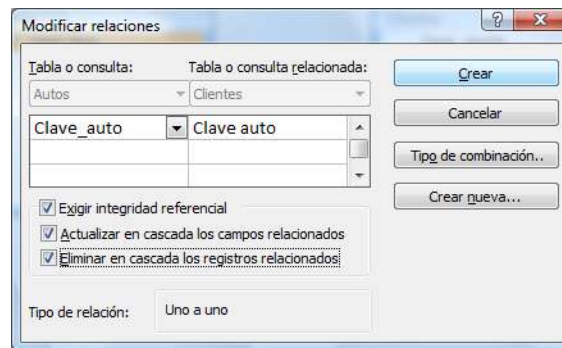 Modificar relaciones
Tabla o consulta: Tabla o consulta relacionada:
Autos Clientes
Clave_auto Clave auto
Exigir integridad referencial
Actualizar en cascada los campos relacionados
Eliminar en cascada los registros relacionados
Tipo de relación: Uno a uno
Crear
Cancelar
Tipo de combinación..
Crear nueva...